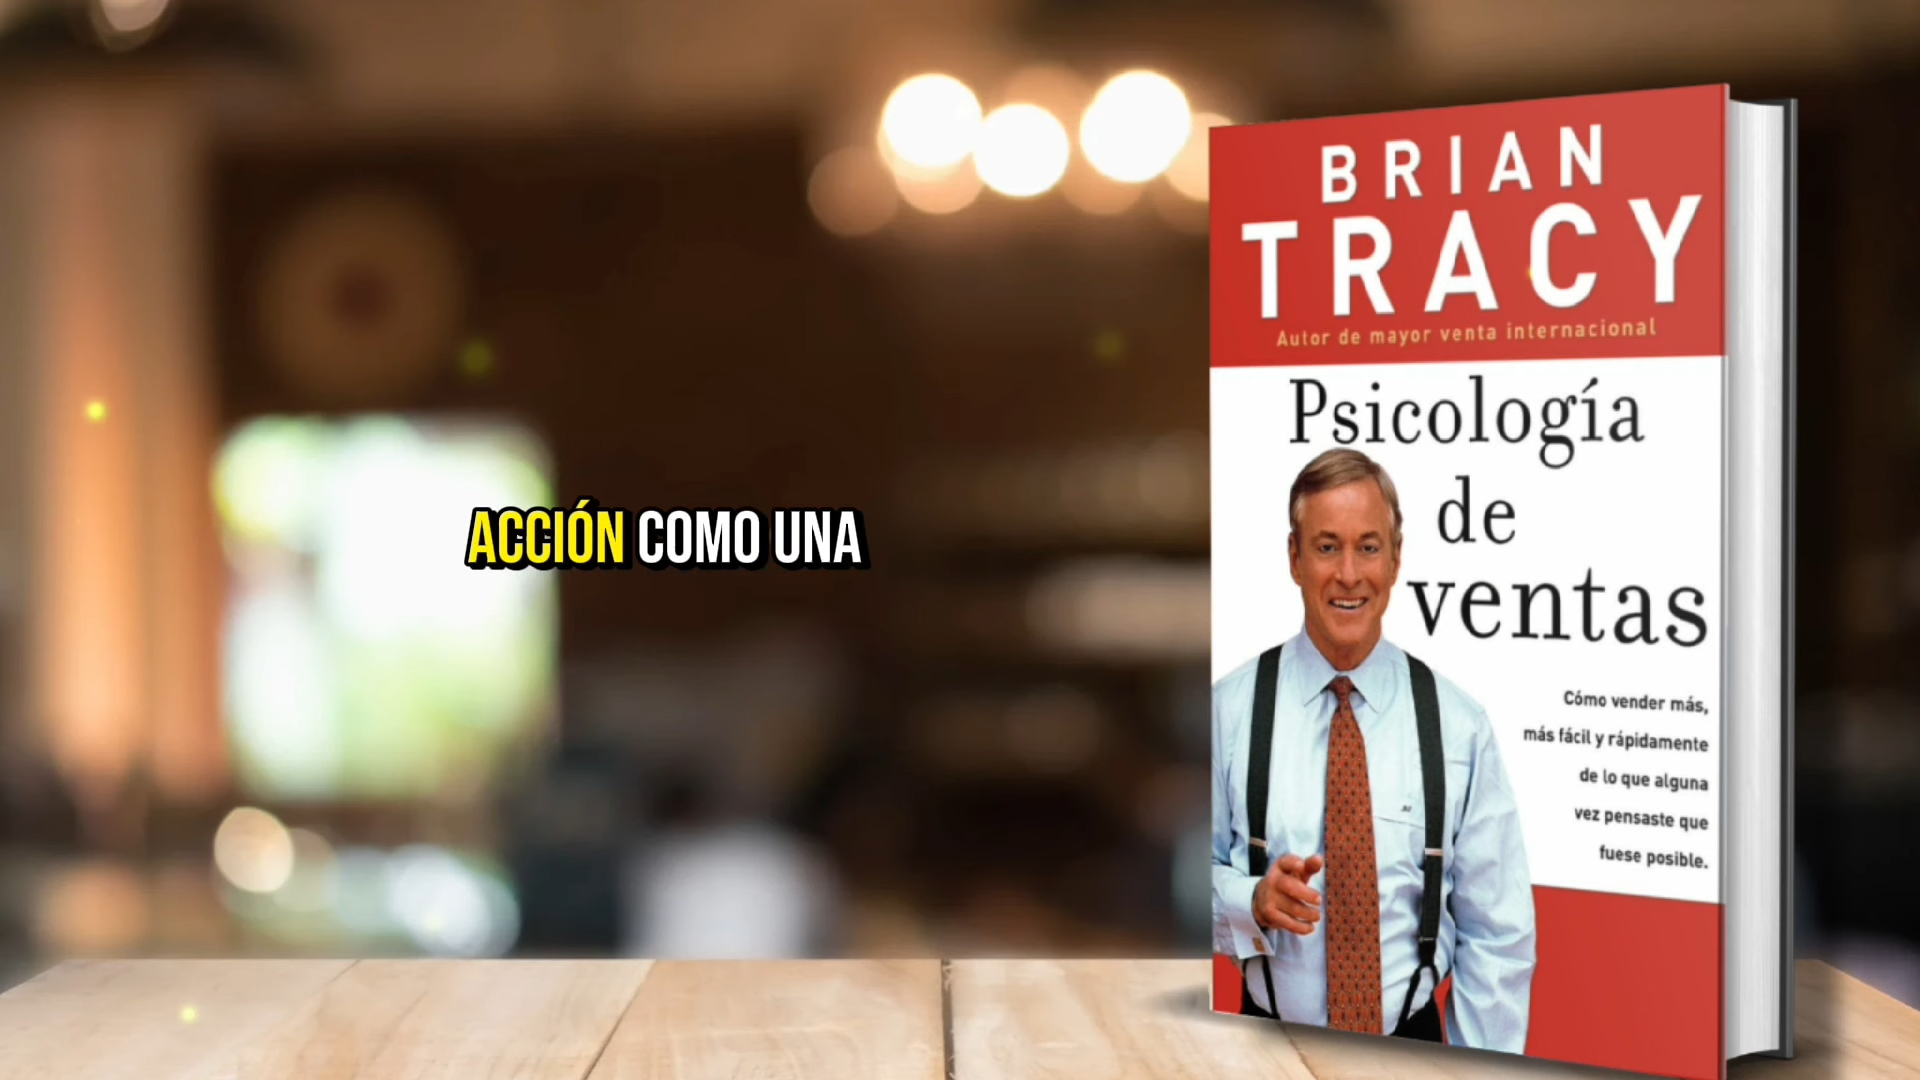 ACCIÓN COMO UNA
BRIAN
TRACY
Autor de mayor venta internacional
Psicología
de
ventas
Cómo vender más,
más fácil y rápidamente
de lo que alguna
vez pensaste que
fuese posible.